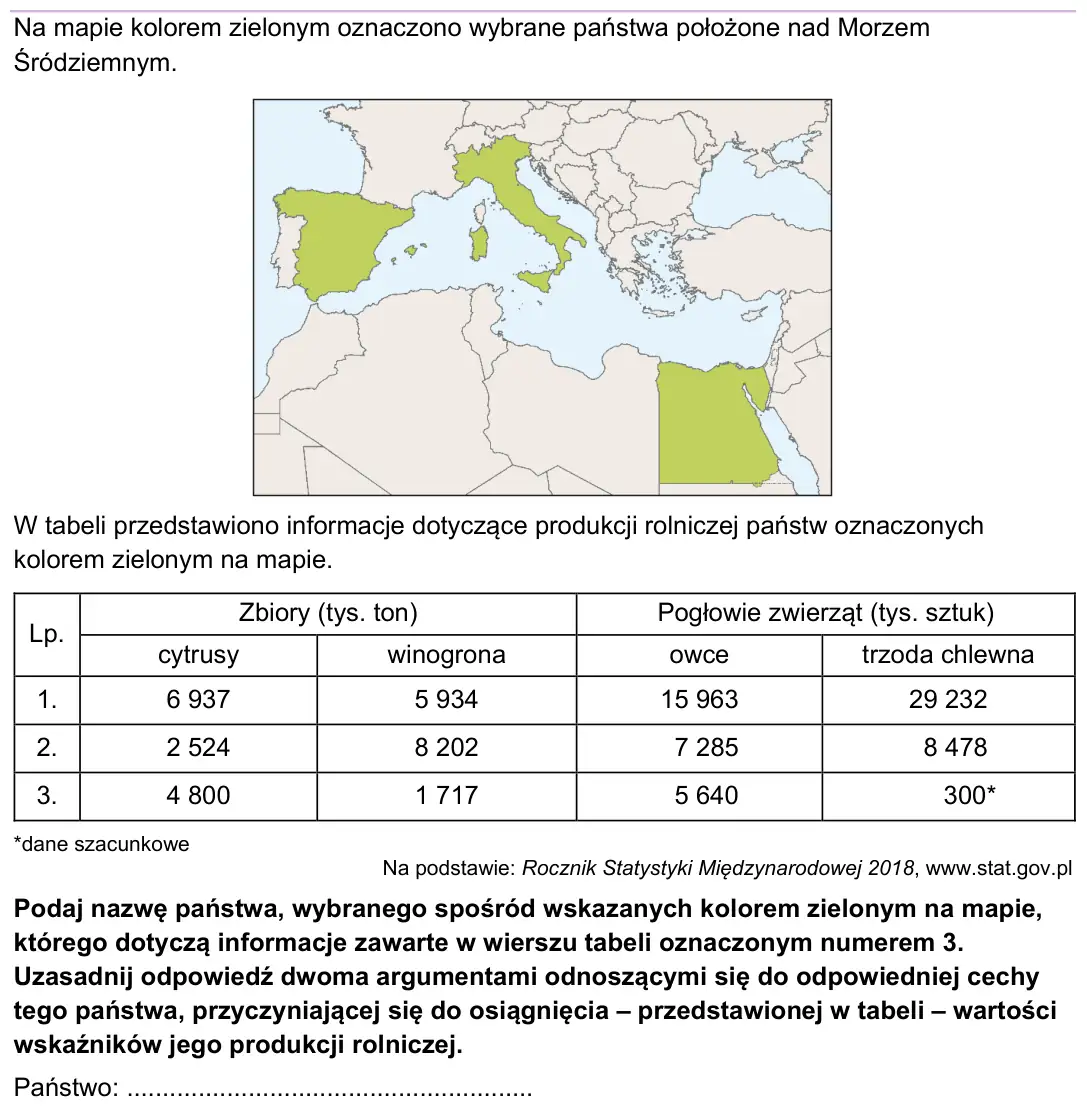 Na mapie kolorem zielonym oznaczono wybrane państwa położone nad Morzem
Śródziemnym.
W tabeli przedstawiono informacje dotyczące produkcji rolniczej państw oznaczonych
kolorem zielonym na mapie.
Lp. Zbiory (tys. ton) Pogłowie zwierząt (tys. sztuk)
cytrusy winogrona owce trzoda chlewna
1. 6 937 5 934 15 963 29 232
2. 2 524 8 202 7 285 8 478
3. 4 800 1 717 5 640 300*
*dane szacunkowe
Na podstawie: Rocznik Statystyki Międzynarodowej 2018, www.stat.gov.pl
Podaj nazwę państwa, wybranego spośród wskazanych kolorem zielonym na mapie,
którego dotyczą informacje zawarte w wierszu tabeli oznaczonym numerem 3.
Uzasadnij odpowiedź dwoma argumentami odnoszącymi się do odpowiedniej cechy
tego państwa, przyczyniającej się do osiągnięcia – przedstawionej w tabeli – wartości
wskaźników jego produkcji rolniczej.
Państwo: ..........................................................